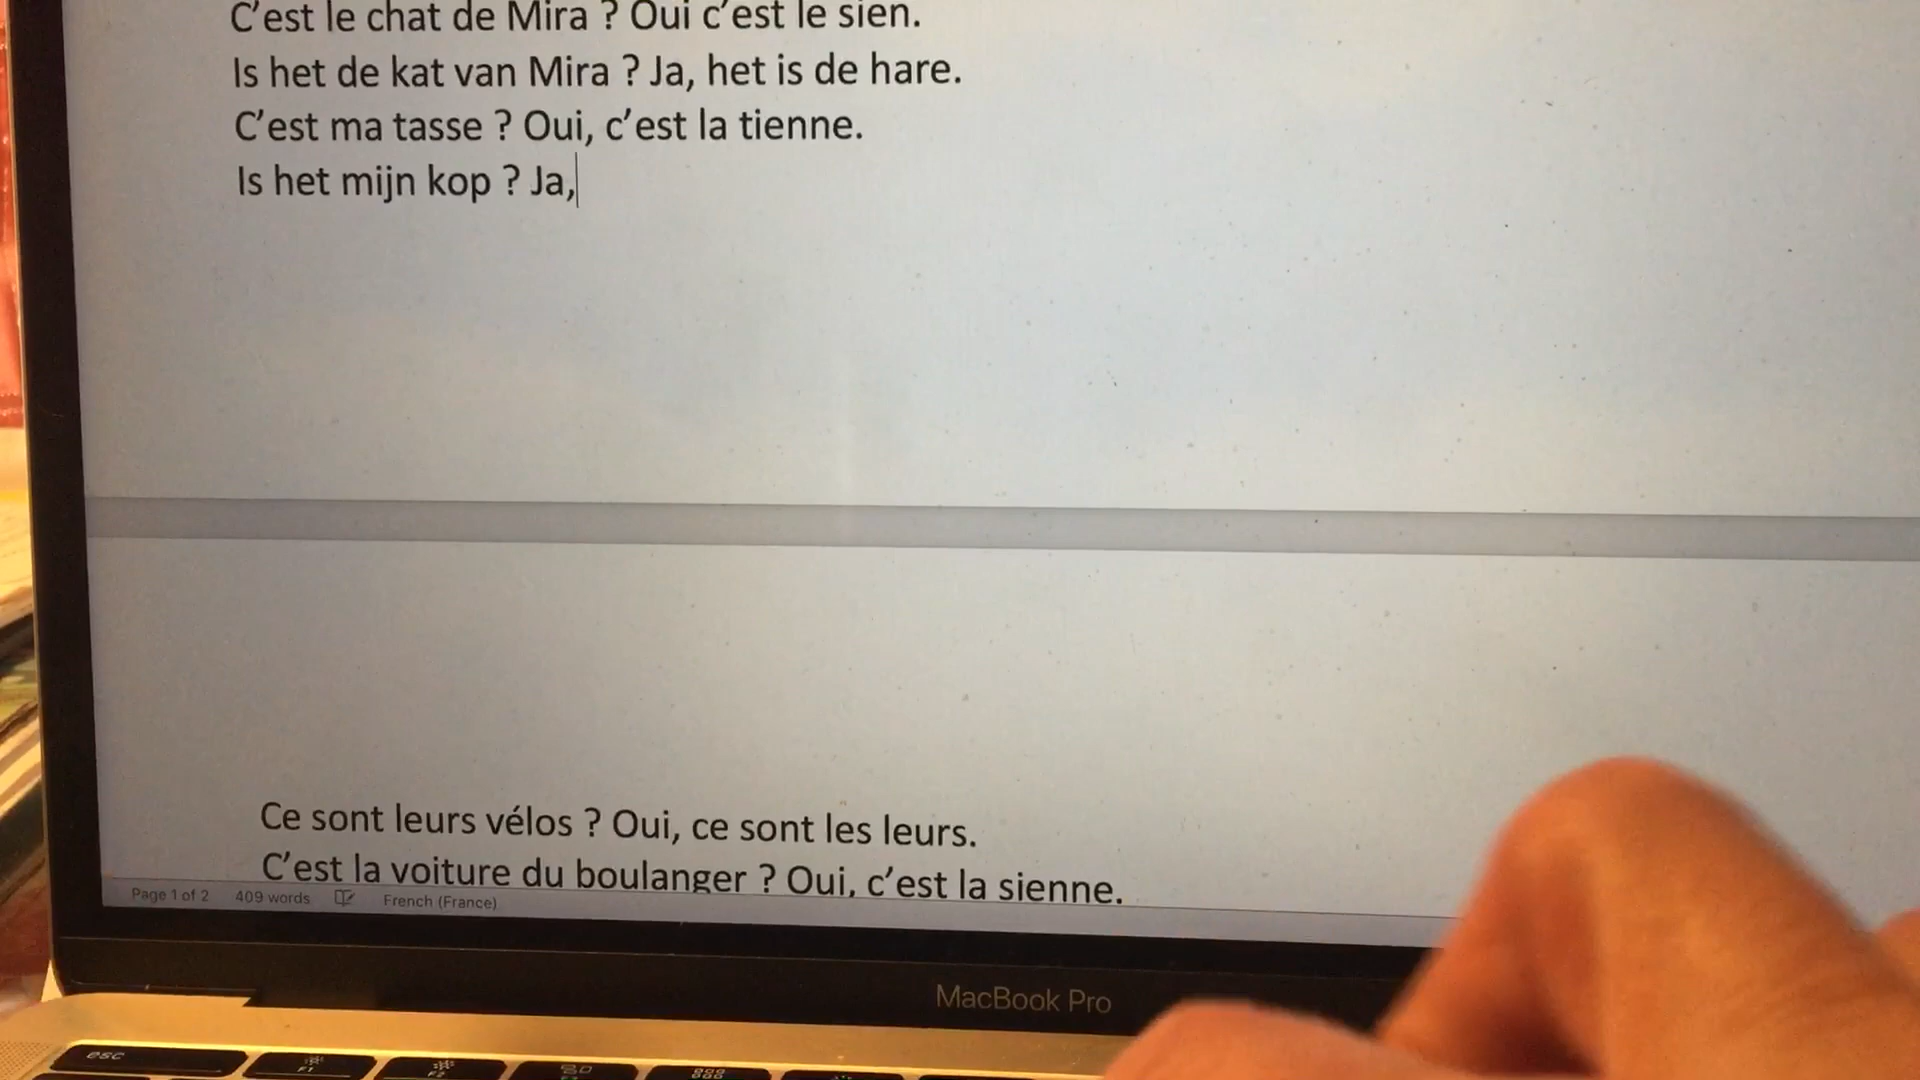 C'est le chat de Mira ? Oui c'est le sien.
Is het de kat van Mira ? Ja, het is de hare.
C'est ma tasse ? Oui, c'est la tienne.
Is het mijn kop ? Ja,
Ce sont leurs vélos ? Oui, ce sont les leurs.
C'est la voiture du boulanger ? Oui, c'est la sienne.
Page 1 of 2 409 words French (France)
MacBook Pro
esc
F1
F2